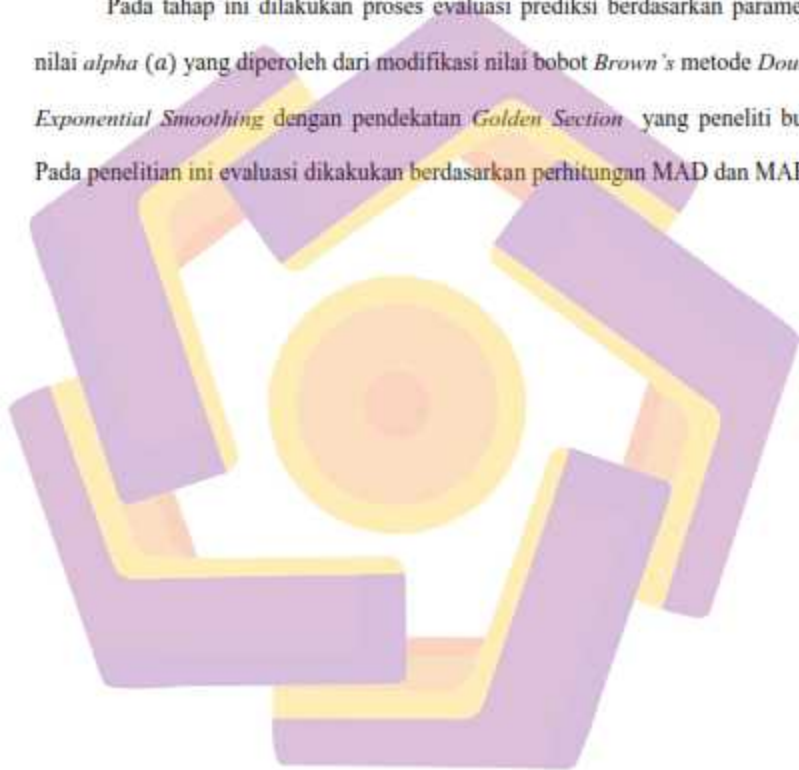 Pada tahap ini dilakukan proses evaluasi prediksi berdasarkan parame
nilai alpha (a) yang diperoleh dari modifikasi nilai bobot Brown's metode Dou
Exponential Smoothing dengan pendekatan Golden Section yang peneliti bu
Pada penelitian ini evaluasi dikakukan berdasarkan perhitungan MAD dan MAP